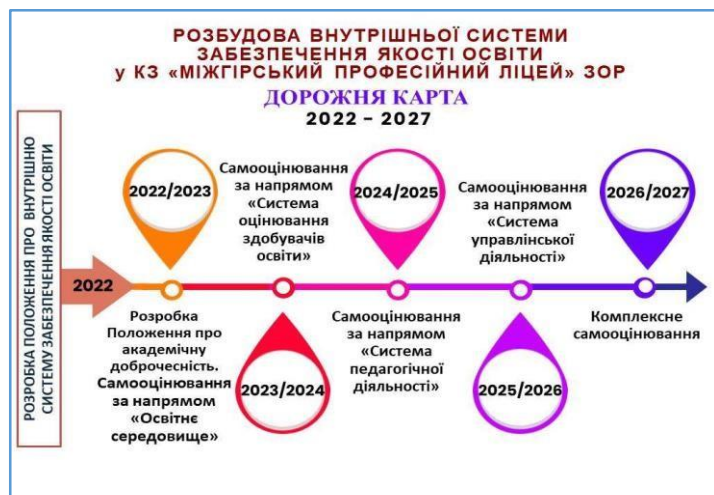 РОЗБУДОВА ВНУТРІШНЬОЇ СИСТЕМИ
ЗАБЕЗПЕЧЕННЯ ЯКОСТІ ОСВІТИ
у КЗ «МІЖГІРСЬКИЙ ПРОФЕСІЙНИЙ ЛІЦЕЙ» ЗОР
ДОРОЖНЯ КАРТА
2022 – 2027
РОЗРОБКА ПОЛОЖЕННЯ ПРО ВНУТРІШНЮ
СИСТЕМУ ЗАБЕЗПЕЧЕННЯ ЯКОСТІ ОСВІТИ
2022
2022/2023
Розробка
Положення про
академічну
доброчесність.
Самооцінювання
за напрямом
«Освітнє
середовище»
Самооцінювання
за напрямом
«Система
оцінювання
здобувачів
освіти»
2023/2024
2024/2025
Самооцінювання
за напрямом
«Система
педагогічної
діяльності»
Самооцінювання
за напрямом
«Система
управлінської
діяльності»
2025/2026
2026/2027
Комплексне
самооцінювання